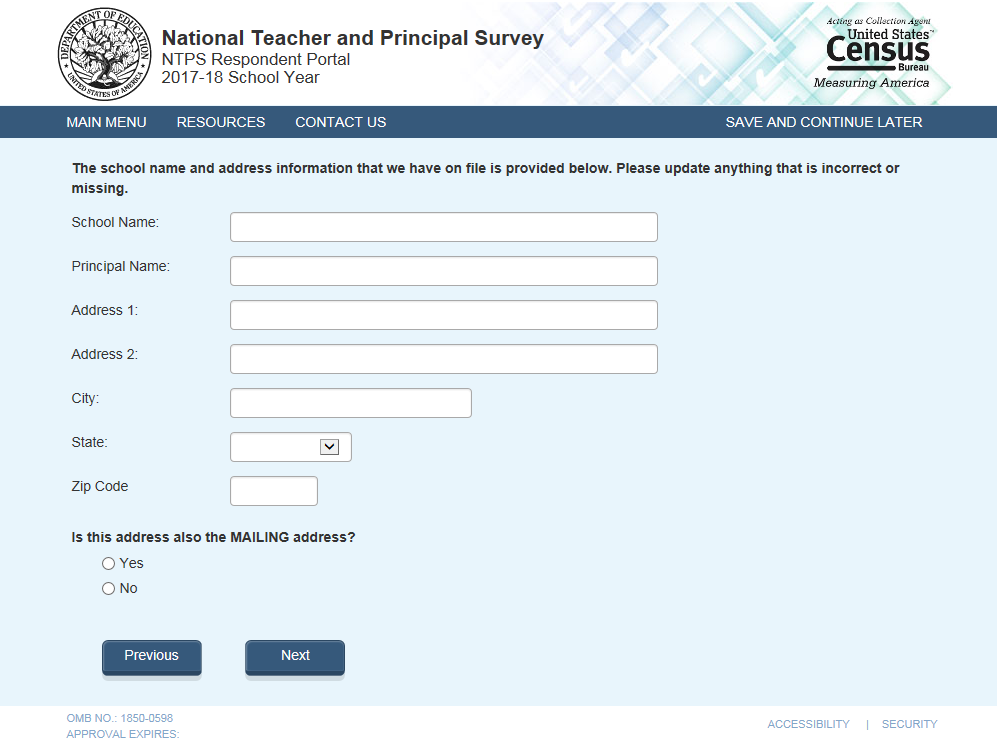 DEPARTMENT OF EDUCATION
UNITED STATES OF AMERICA
National Teacher and Principal Survey
NTPS Respondent Portal
2017-18 School Year
Acting as Collection Agent
United States™
Census
Bureau
Measuring America
MAIN MENU RESOURCES CONTACT US SAVE AND CONTINUE LATER
The school name and address information that we have on file is provided below. Please update anything that is incorrect or
missing.
School Name:
Principal Name:
Address 1:
Address 2:
City:
State:
Zip Code
Is this address also the MAILING address?
Yes
No
Previous Next
OMB NO.: 1850-0598
APPROVAL EXPIRES:
ACCESSIBILITY | SECURITY